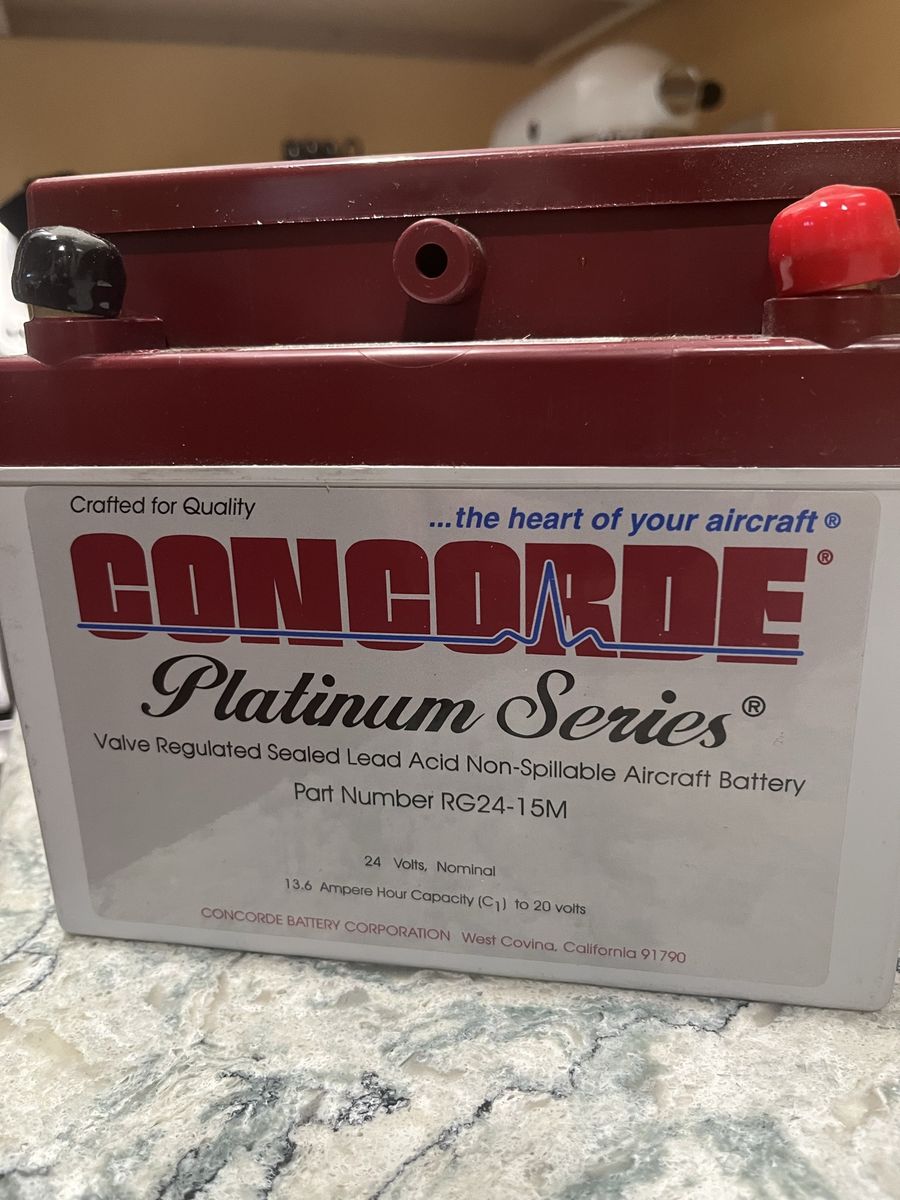 Crafted for Quality
...the heart of your aircraft ®
CONCORDE ®
Platinum Series ®
Valve Regulated Sealed Lead Acid Non-Spillable Aircraft Battery
Part Number RG24-15M
24 Volts, Nominal
13.6 Ampere Hour Capacity (C1) to 20 volts
CONCORDE BATTERY CORPORATION West Covina, California 91790